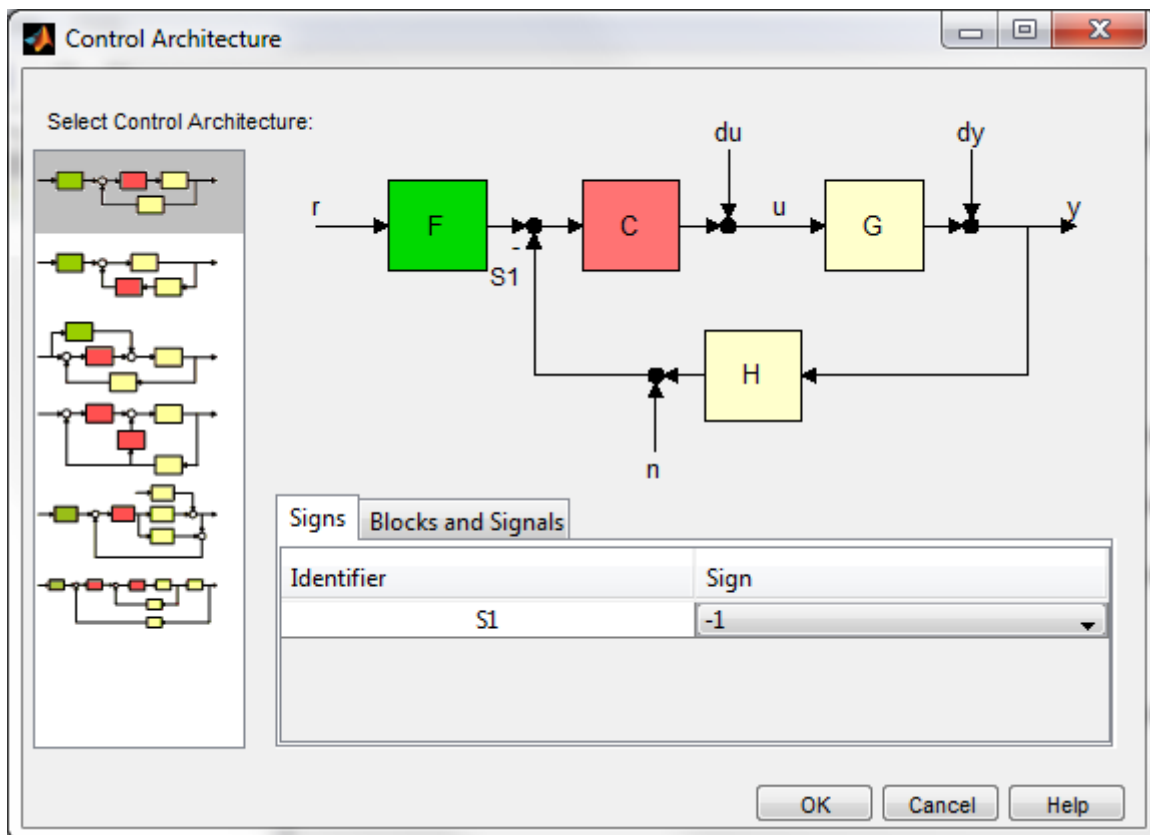 Control Architecture
Select Control Architecture:
du
dy
r
F
C
u
G
y
-
S1
H
n
Signs
Blocks and Signals
Identifier
Sign
S1
-1
OK
Cancel
Help